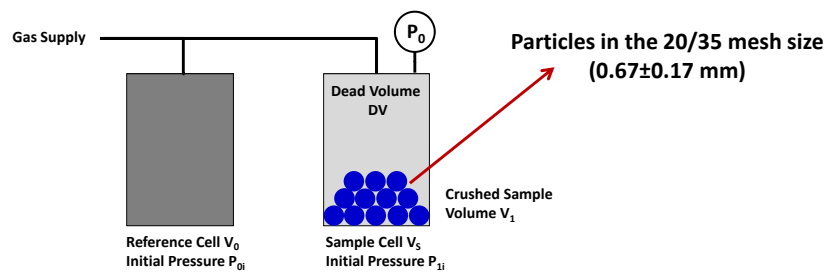 Gas Supply
P₀
Particles in the 20/35 mesh size
(0.67±0.17 mm)
Dead Volume
DV
Crushed Sample
Volume V₁
Reference Cell V₀
Initial Pressure P₀ᵢ
Sample Cell Vₛ
Initial Pressure P₁ᵢ